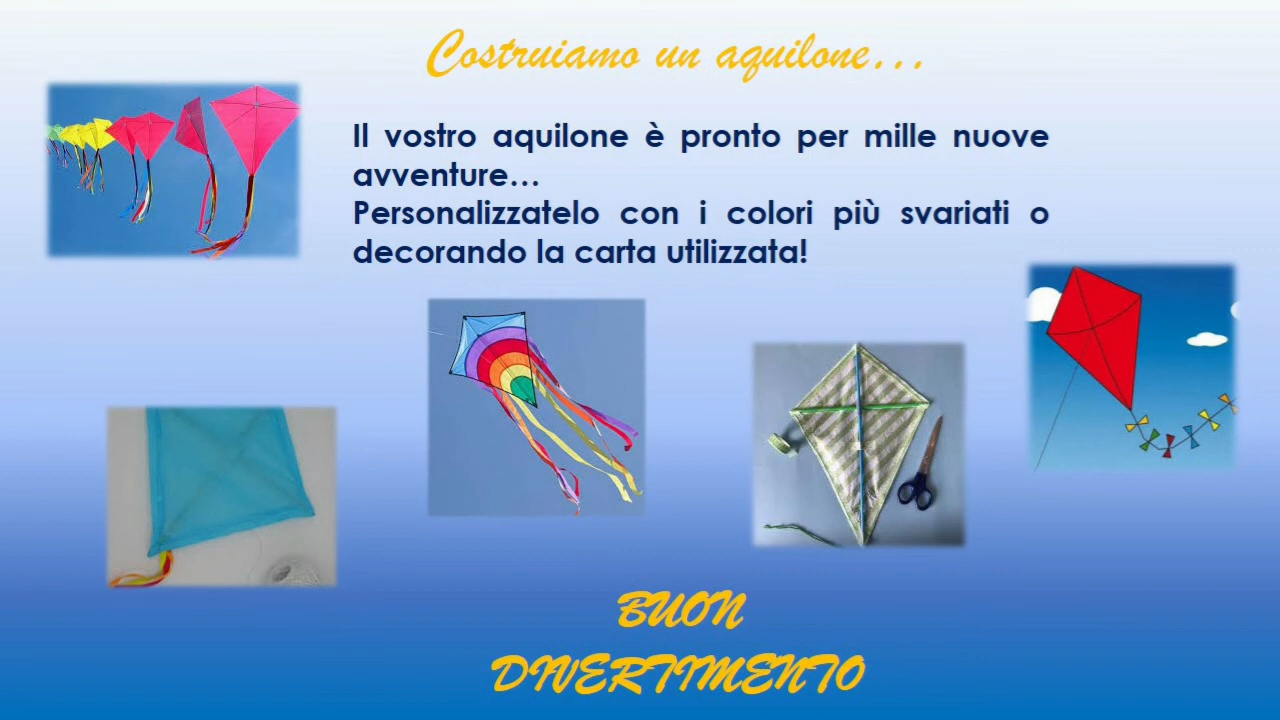 Costruiamo un aquilone...
Il vostro aquilone è pronto per mille nuove
avventure...
Personalizzatelo con i colori più svariati o
decorando la carta utilizzata!
BUON
DIVERTIMENTO